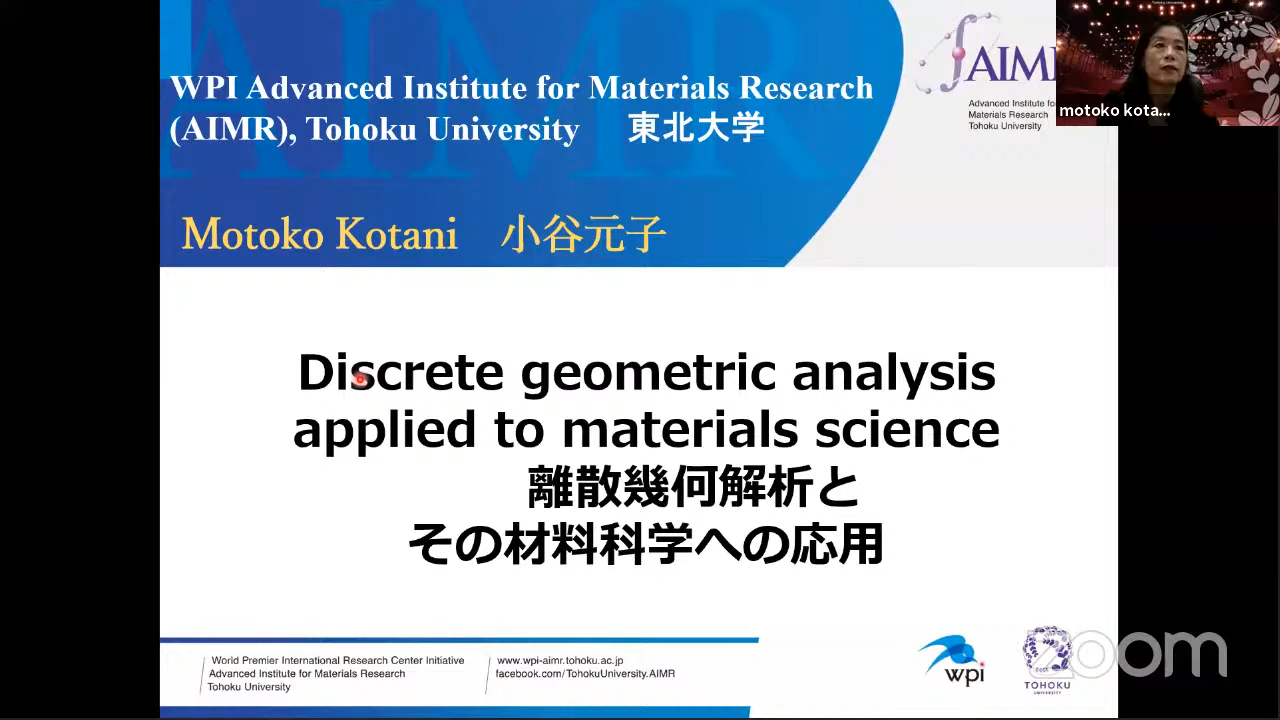 WPI Advanced Institute for Materials Research
(AIMR), Tohoku University 東北大学
AIMR
Advanced Institute fo
Materials Research
Tohoku University
motoko kota...
Motoko Kotani 小谷元子
Discrete geometric analysis
applied to materials science
離散幾何解析と
その材料科学への応用
World Premier International Research Center Initiative
Advanced Institute for Materials Research
Tohoku University
www.wpi-aimr.tohoku.ac.jp
facebook.com/TohokuUniversity.AIMR
wpi
TOHOKU
UNIVERSITY
zoom